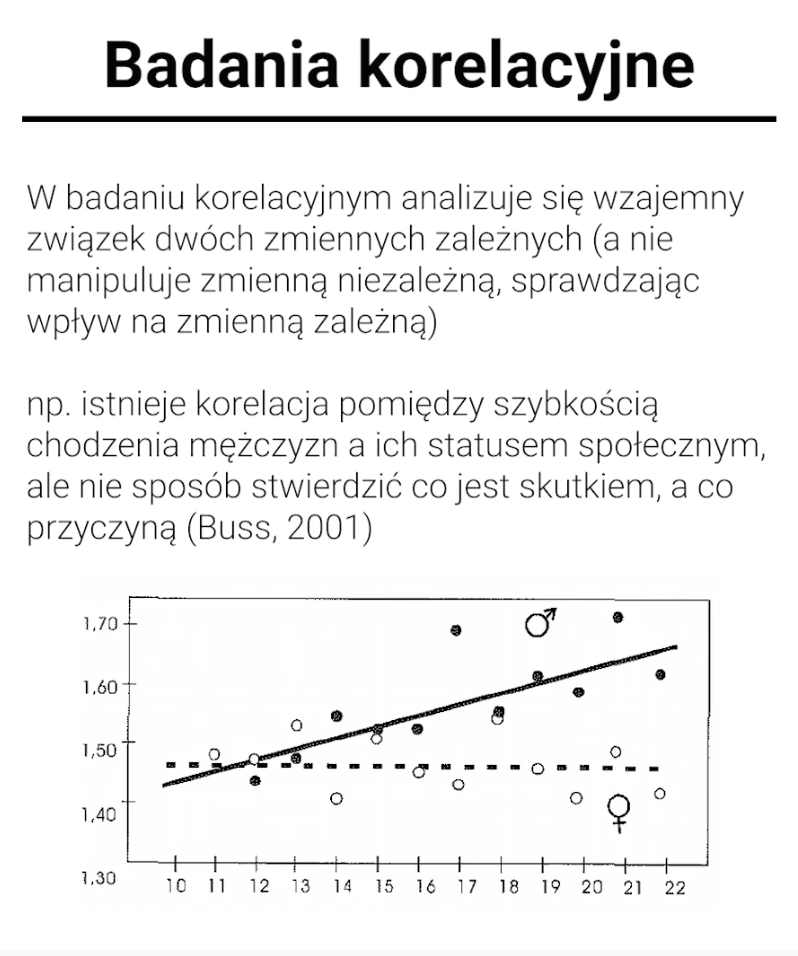 Badania korelacyjne
W badaniu korelacyjnym analizuje się wzajemny
związek dwóch zmiennych zależnych (a nie
manipuluje zmienną niezależną, sprawdzając
wpływ na zmienną zależną)
np. istnieje korelacja pomiędzy szybkością
chodzenia mężczyzn a ich statusem społecznym,
ale nie sposób stwierdzić co jest skutkiem, a co
przyczyną (Buss, 2001)
1,70
1,60
1,50
1,40
1,30
10 11 12 13 14 15 16 17 18 19 20 21 22